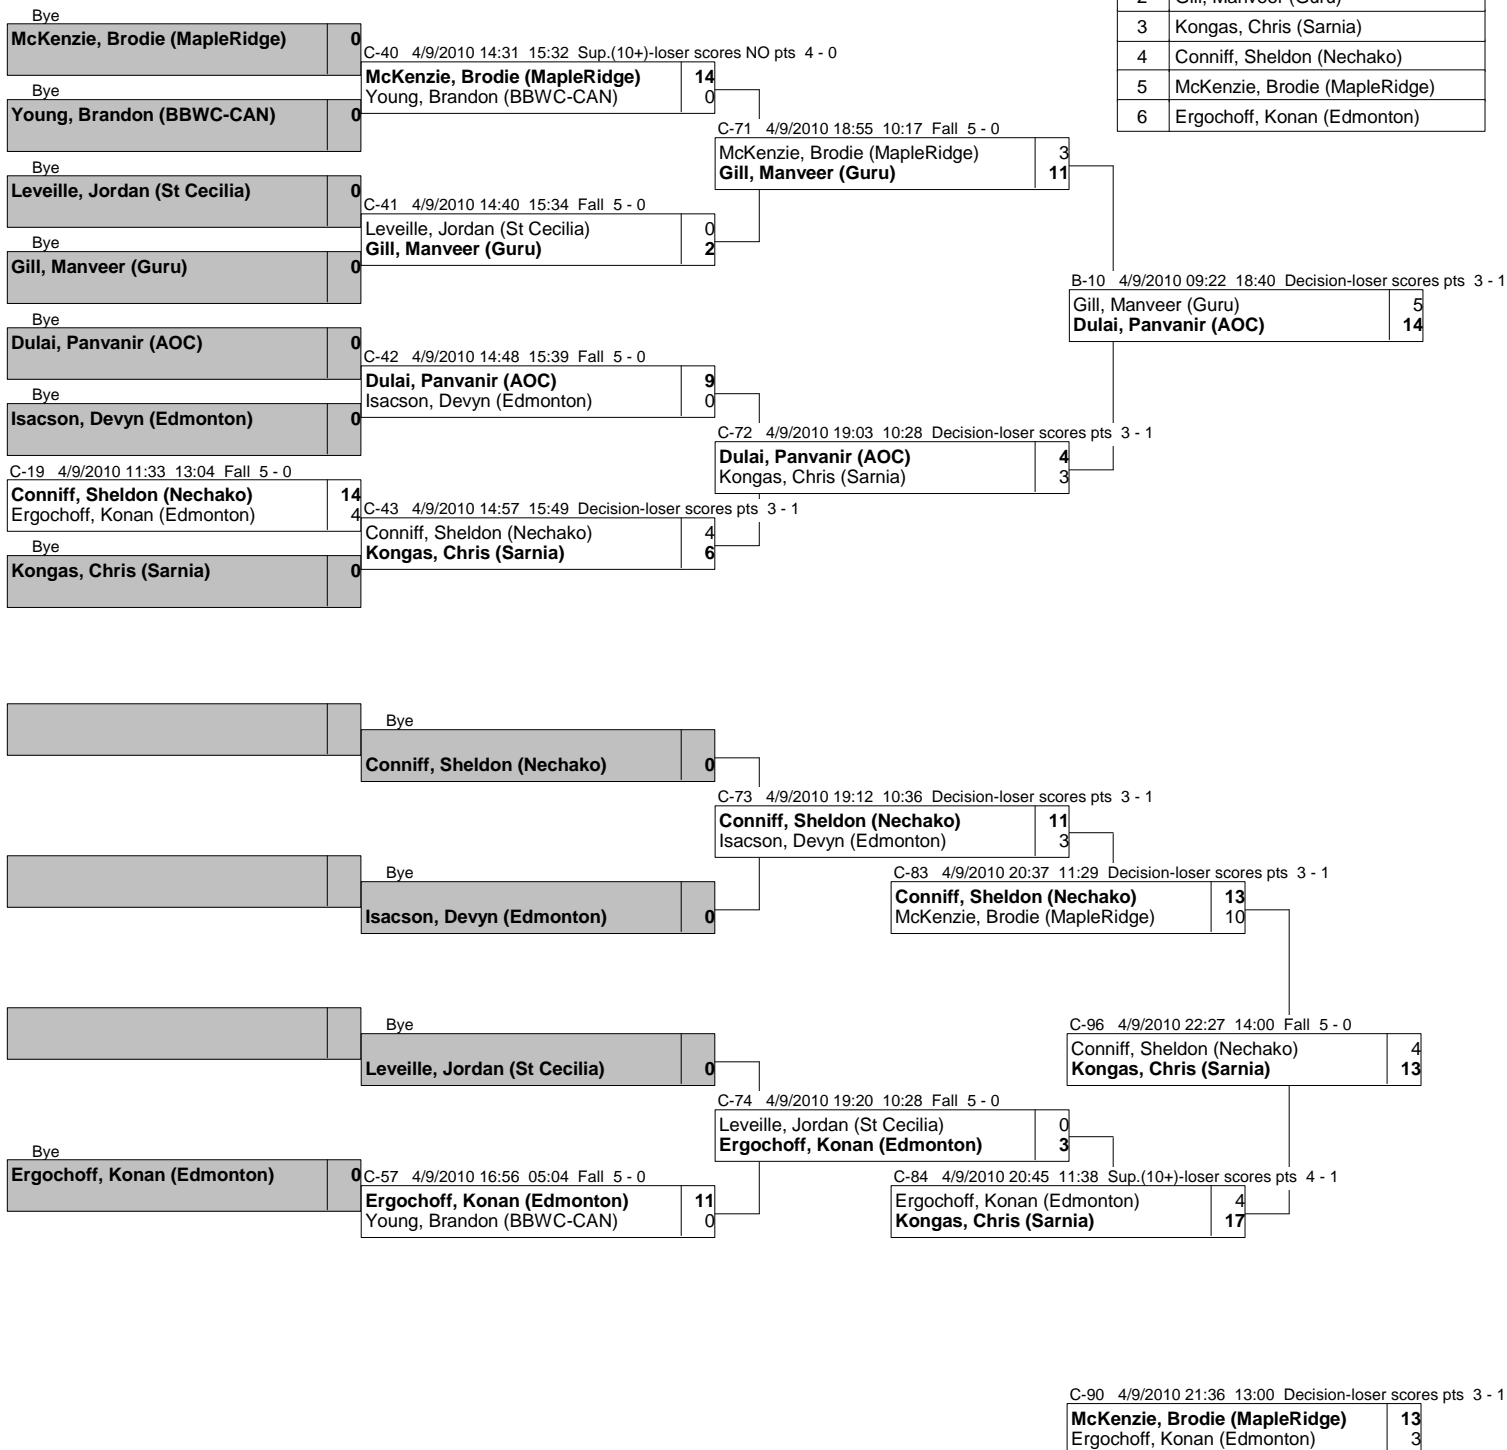 2 Gill, Manveer (Guru)
3 Kongas, Chris (Sarnia)
4 Conniff, Sheldon (Nechako)
5 McKenzie, Brodie (MapleRidge)
6 Ergochoff, Konan (Edmonton)
Bye
McKenzie, Brodie (MapleRidge) 0
Bye
Young, Brandon (BBWC-CAN) 0
Bye
Leveille, Jordan (St Cecilia) 0
Bye
Gill, Manveer (Guru) 0
Bye
Dulai, Panvanir (AOC) 0
Bye
Isacson, Devyn (Edmonton) 0
C-19 4/9/2010 11:33 13:04 Fall 5 - 0
Conniff, Sheldon (Nechako) 14
Ergochoff, Konan (Edmonton) 4
Bye
Kongas, Chris (Sarnia) 0
C-40 4/9/2010 14:31 15:32 Sup.(10+)-loser scores NO pts 4 - 0
McKenzie, Brodie (MapleRidge) 14
Young, Brandon (BBWC-CAN) 0
C-41 4/9/2010 14:40 15:34 Fall 5 - 0
Leveille, Jordan (St Cecilia) 0
Gill, Manveer (Guru) 2
C-42 4/9/2010 14:48 15:39 Fall 5 - 0
Dulai, Panvanir (AOC) 9
Isacson, Devyn (Edmonton) 0
C-43 4/9/2010 14:57 15:49 Decision-loser scores pts 3 - 1
Conniff, Sheldon (Nechako) 4
Kongas, Chris (Sarnia) 6
C-71 4/9/2010 18:55 10:17 Fall 5 - 0
McKenzie, Brodie (MapleRidge) 3
Gill, Manveer (Guru) 11
C-72 4/9/2010 19:03 10:28 Decision-loser scores pts 3 - 1
Dulai, Panvanir (AOC) 4
Kongas, Chris (Sarnia) 3
B-10 4/9/2010 09:22 18:40 Decision-loser scores pts 3 - 1
Gill, Manveer (Guru) 5
Dulai, Panvanir (AOC) 14
Bye
Conniff, Sheldon (Nechako) 0
Bye
Isacson, Devyn (Edmonton) 0
Bye
Leveille, Jordan (St Cecilia) 0
Bye
Ergochoff, Konan (Edmonton) 0
C-57 4/9/2010 16:56 05:04 Fall 5 - 0
Ergochoff, Konan (Edmonton) 11
Young, Brandon (BBWC-CAN) 0
C-73 4/9/2010 19:12 10:36 Decision-loser scores pts 3 - 1
Conniff, Sheldon (Nechako) 11
Isacson, Devyn (Edmonton) 3
C-74 4/9/2010 19:20 10:28 Fall 5 - 0
Leveille, Jordan (St Cecilia) 0
Ergochoff, Konan (Edmonton) 3
C-83 4/9/2010 20:37 11:29 Decision-loser scores pts 3 - 1
Conniff, Sheldon (Nechako) 13
McKenzie, Brodie (MapleRidge) 10
C-84 4/9/2010 20:45 11:38 Sup.(10+)-loser scores pts 4 - 1
Ergochoff, Konan (Edmonton) 4
Kongas, Chris (Sarnia) 17
C-96 4/9/2010 22:27 14:00 Fall 5 - 0
Conniff, Sheldon (Nechako) 4
Kongas, Chris (Sarnia) 13
C-90 4/9/2010 21:36 13:00 Decision-loser scores pts 3 - 1
McKenzie, Brodie (MapleRidge) 13
Ergochoff, Konan (Edmonton) 3